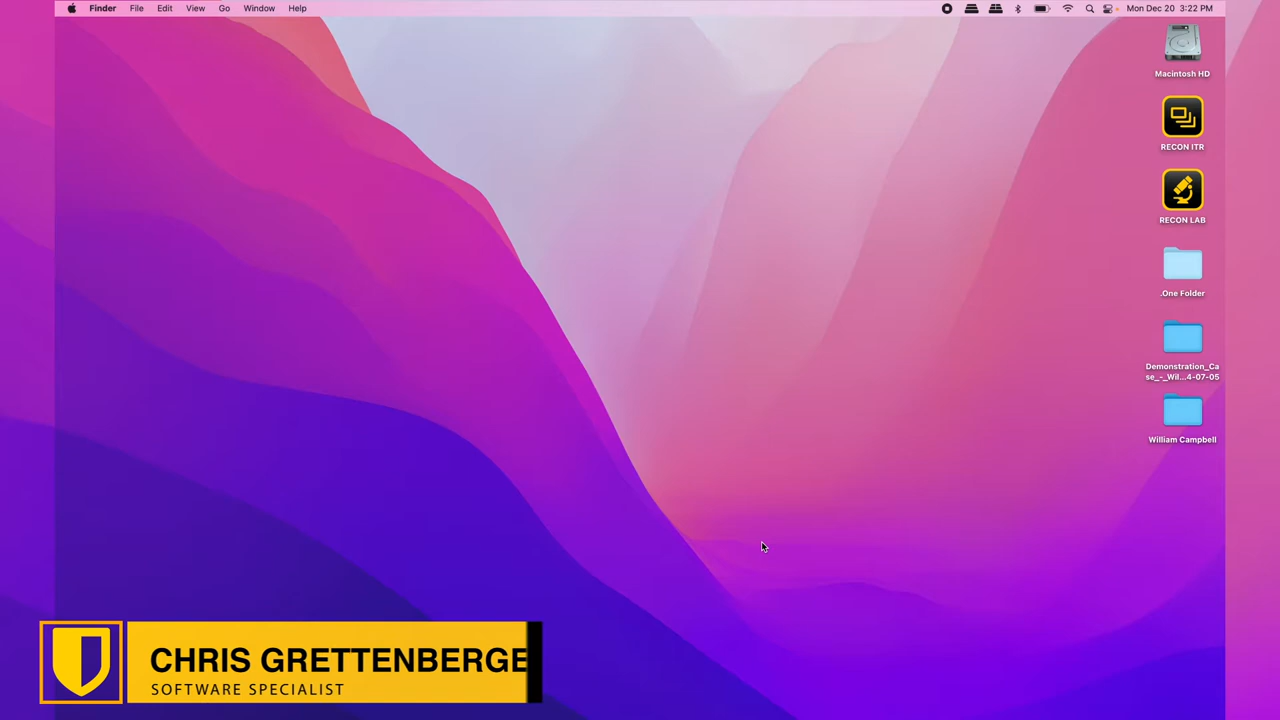 Finder File Edit View Go Window Help Mon Dec 20 3:22 PM
Macintosh HD
RECON ITR
RECON LAB
.One Folder
Demonstration_Ca
se_-_Wil...4-07-05
William Campbell
CHRIS GRETTENBERGE
SOFTWARE SPECIALIST